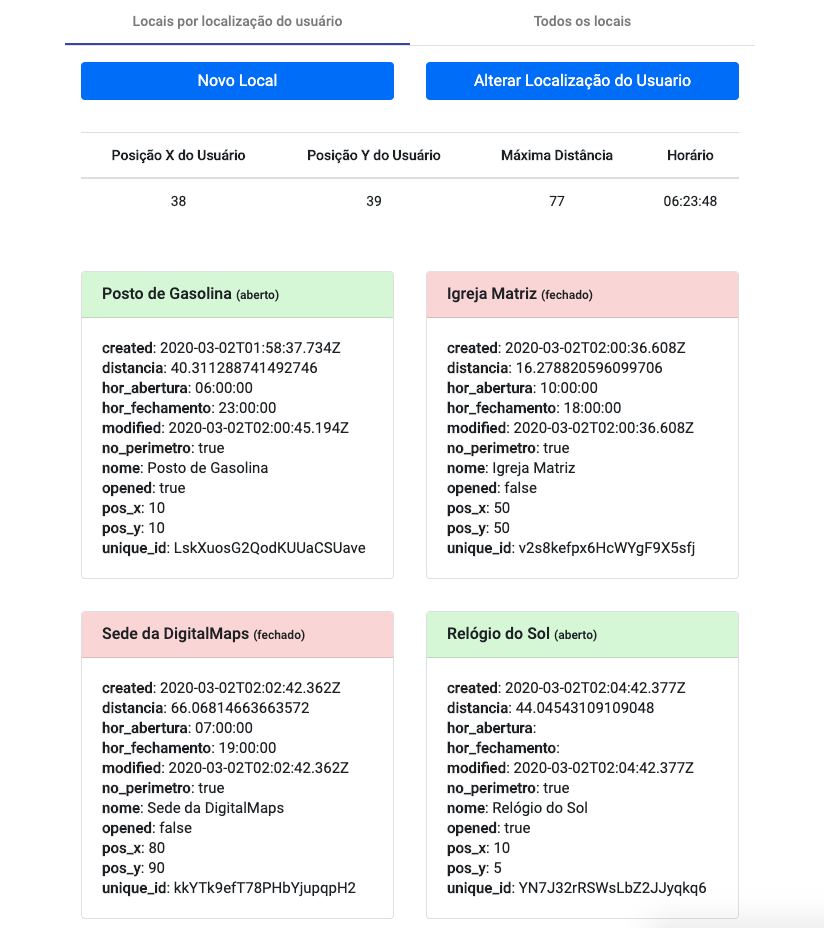 Locais por localização do usuário
Todos os locais
Novo Local
Alterar Localização do Usuario
Posição X do Usuário Posição Y do Usuário Máxima Distância Horário
38 39 77 06:23:48
Posto de Gasolina (aberto)
created: 2020-03-02T01:58:37.734Z
distancia: 40.311288741492746
hor_abertura: 06:00:00
hor_fechamento: 23:00:00
modified: 2020-03-02T02:00:45.194Z
no_perimetro: true
nome: Posto de Gasolina
opened: true
pos_x: 10
pos_y: 10
unique_id: LskXuosG2QodKUUaCSUave
Igreja Matriz (fechado)
created: 2020-03-02T02:00:36.608Z
distancia: 16.278820596099706
hor_abertura: 10:00:00
hor_fechamento: 18:00:00
modified: 2020-03-02T02:00:36.608Z
no_perimetro: true
nome: Igreja Matriz
opened: false
pos_x: 50
pos_y: 50
unique_id: v2s8kefpx6HcWYgF9X5sfj
Sede da DigitalMaps (fechado)
created: 2020-03-02T02:02:42.362Z
distancia: 66.06814663663572
hor_abertura: 07:00:00
hor_fechamento: 19:00:00
modified: 2020-03-02T02:02:42.362Z
no_perimetro: true
nome: Sede da DigitalMaps
opened: false
pos_x: 80
pos_y: 90
unique_id: kkYTk9efT78PHbYjupqpH2
Relógio do Sol (aberto)
created: 2020-03-02T02:04:42.377Z
distancia: 44.04543109109048
hor_abertura:
hor_fechamento:
modified: 2020-03-02T02:04:42.377Z
no_perimetro: true
nome: Relógio do Sol
opened: true
pos_x: 10
pos_y: 5
unique_id: YN7J32rRSWsLbZ2JJyqkq6